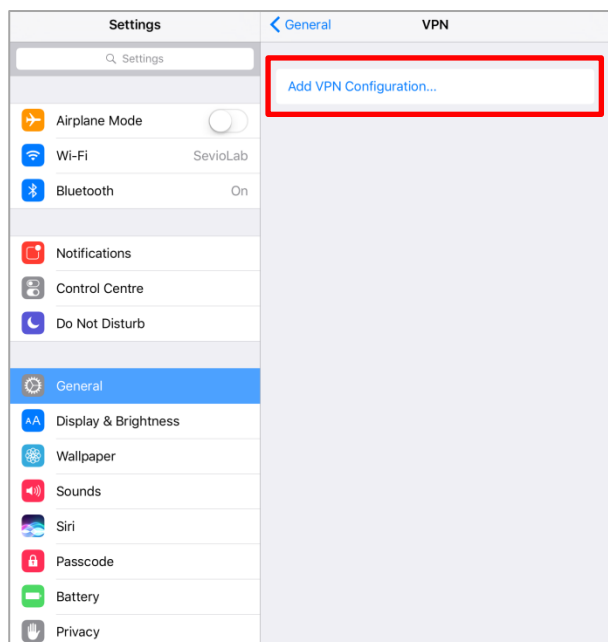 Settings
General
VPN
Settings
Add VPN Configuration...
Airplane Mode
Wi-Fi SevioLab
Bluetooth On
Notifications
Control Centre
Do Not Disturb
General
AA Display & Brightness
Wallpaper
Sounds
Siri
Passcode
Battery
Privacy